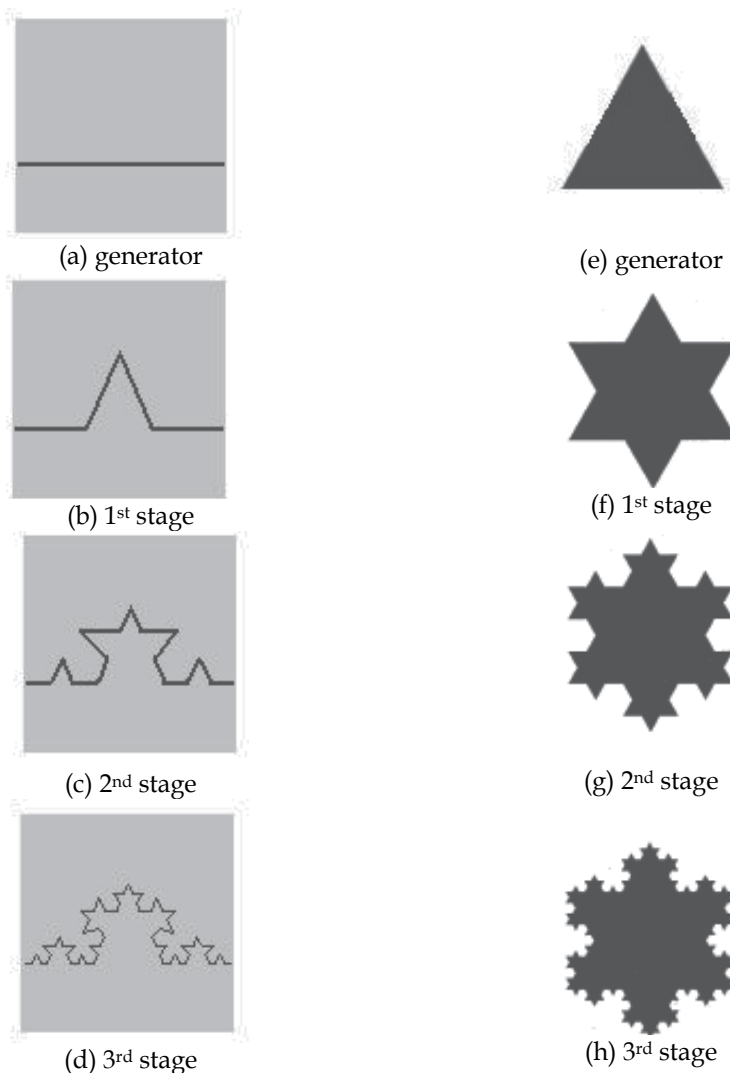 (a) generator
(e) generator
(b) 1st stage
(f) 1st stage
(c) 2nd stage
(g) 2nd stage
(d) 3rd stage
(h) 3rd stage